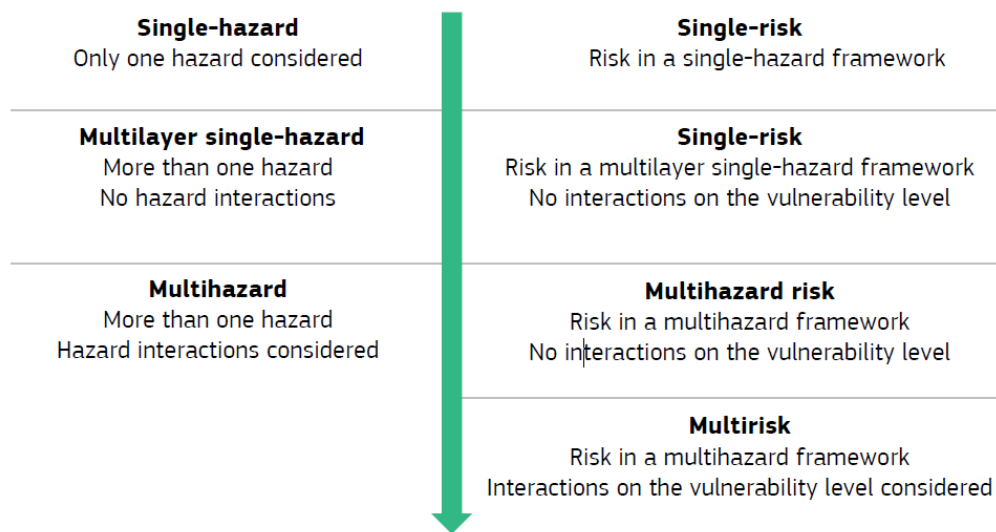 Single-hazard
Only one hazard considered
Single-risk
Risk in a single-hazard framework
Multilayer single-hazard
More than one hazard
No hazard interactions
Single-risk
Risk in a multilayer single-hazard framework
No interactions on the vulnerability level
Multihazard
More than one hazard
Hazard interactions considered
Multihazard risk
Risk in a multihazard framework
No interactions on the vulnerability level
Multirisk
Risk in a multihazard framework
Interactions on the vulnerability level considered